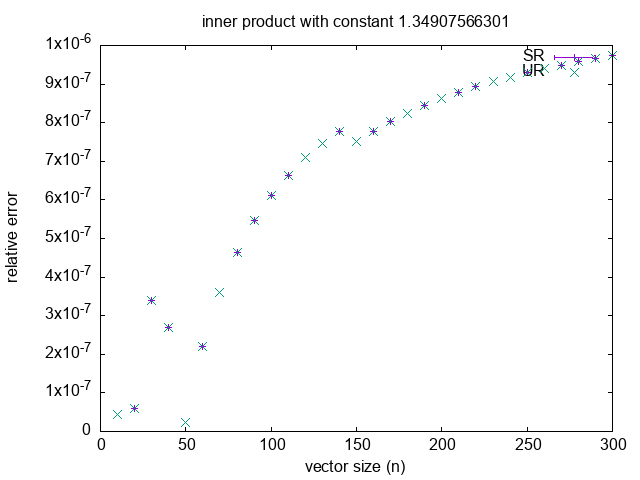 inner product with constant 1.34907566301
1x10-6
9x10-7
8x10-7
7x10-7
6x10-7
5x10-7
4x10-7
3x10-7
2x10-7
1x10-7
0
relative error
SR
UR
0 50 100 150 200 250 300
vector size (n)